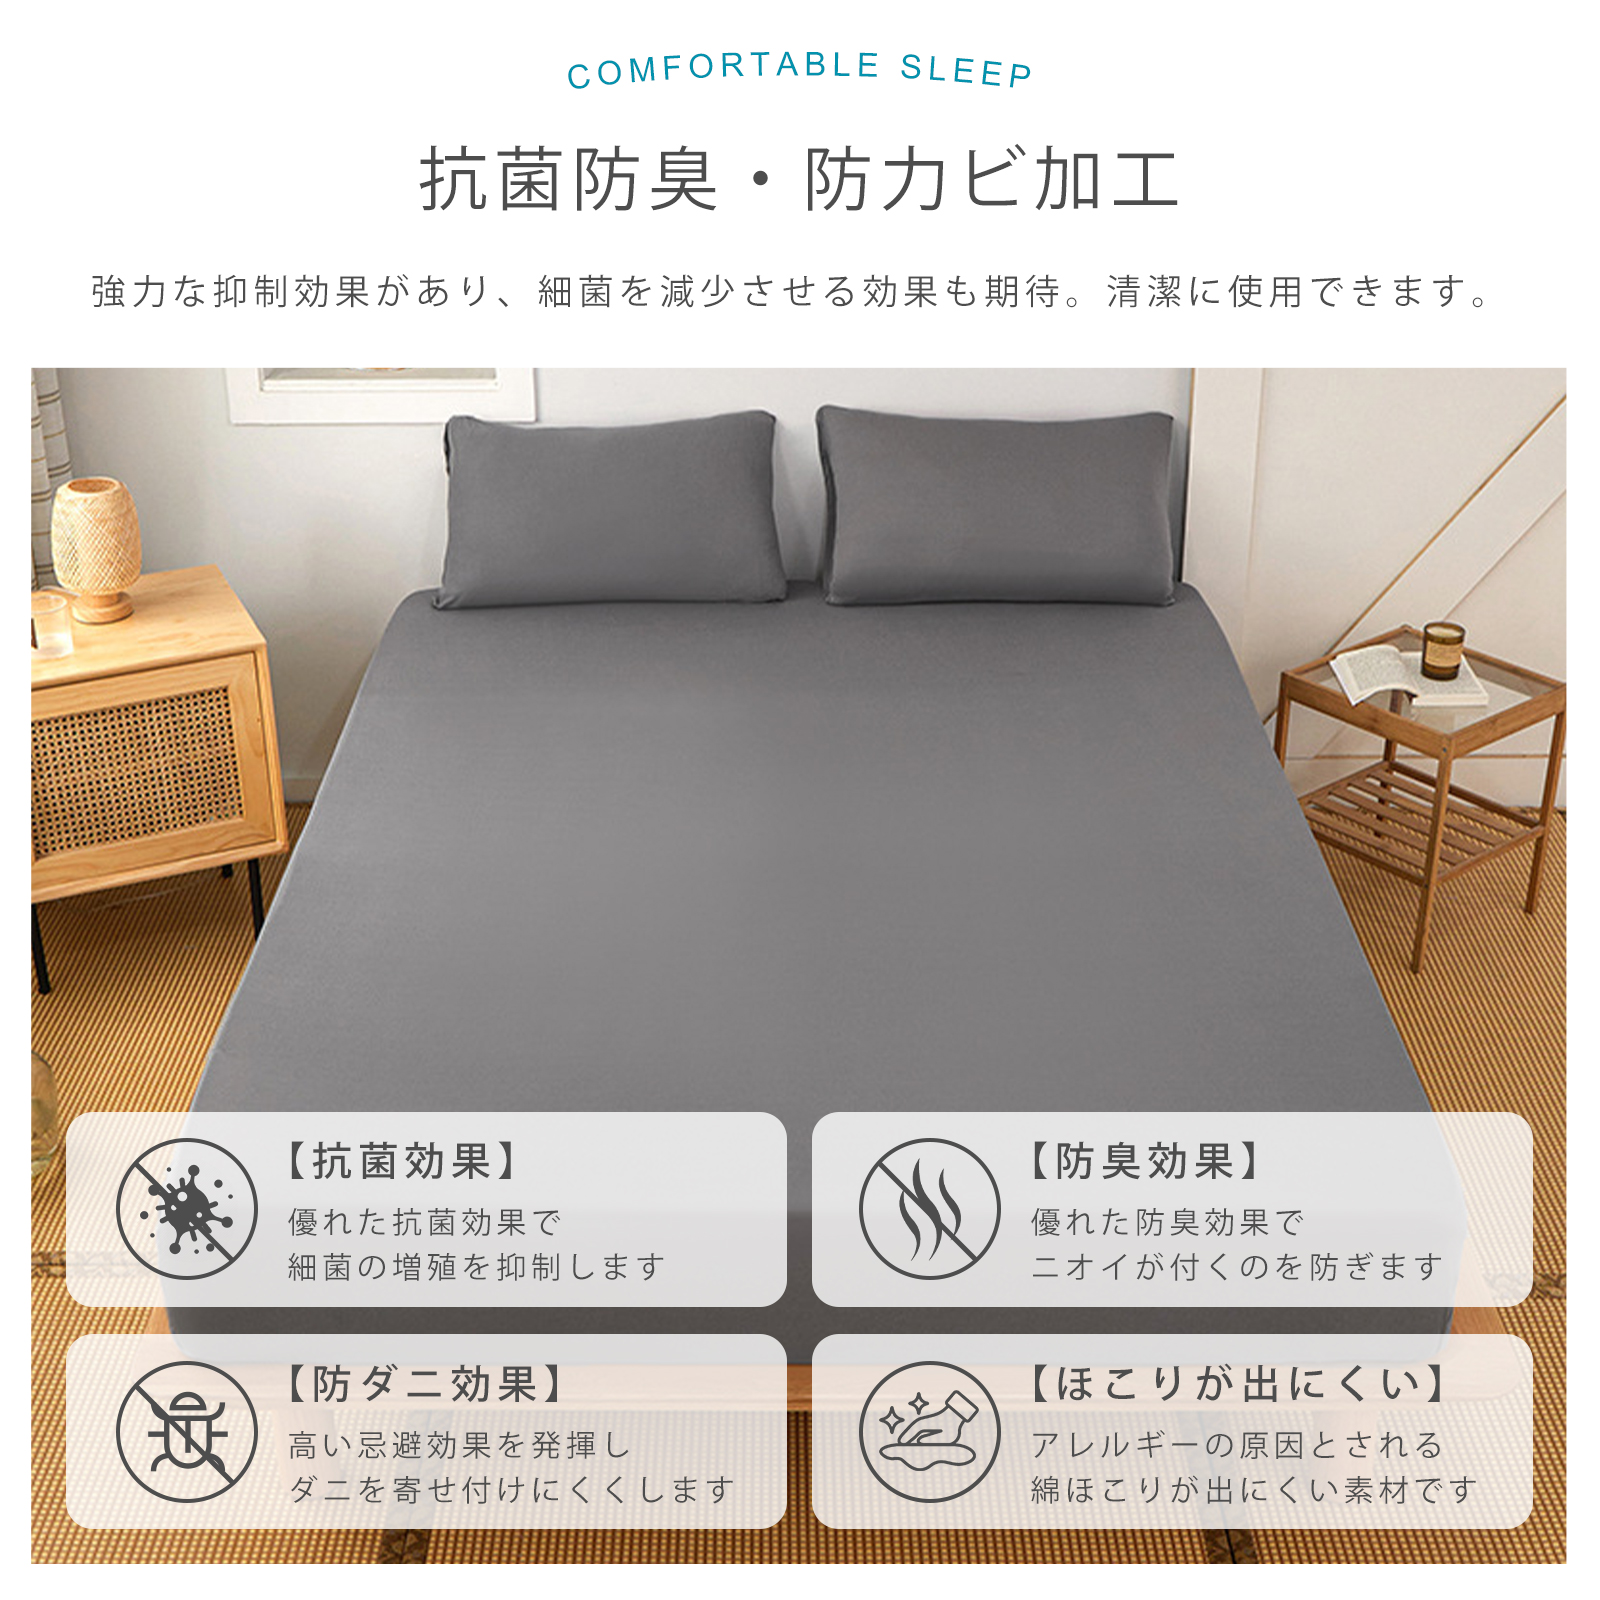 COMFORTABLE SLEEP
抗菌防臭・防カビ加工
強力な抑制効果があり、細菌を減少させる効果も期待。清潔に使用できます。
【抗菌効果】
優れた抗菌効果で
細菌の増殖を抑制します
【防臭効果】
優れた防臭効果で
ニオイが付くのを防ぎます
【防ダニ効果】
高い忌避効果を発揮し
ダニを寄せ付けにくくします
【ほこりが出にくい】
アレルギーの原因とされる
綿ほこりが出にくい素材です